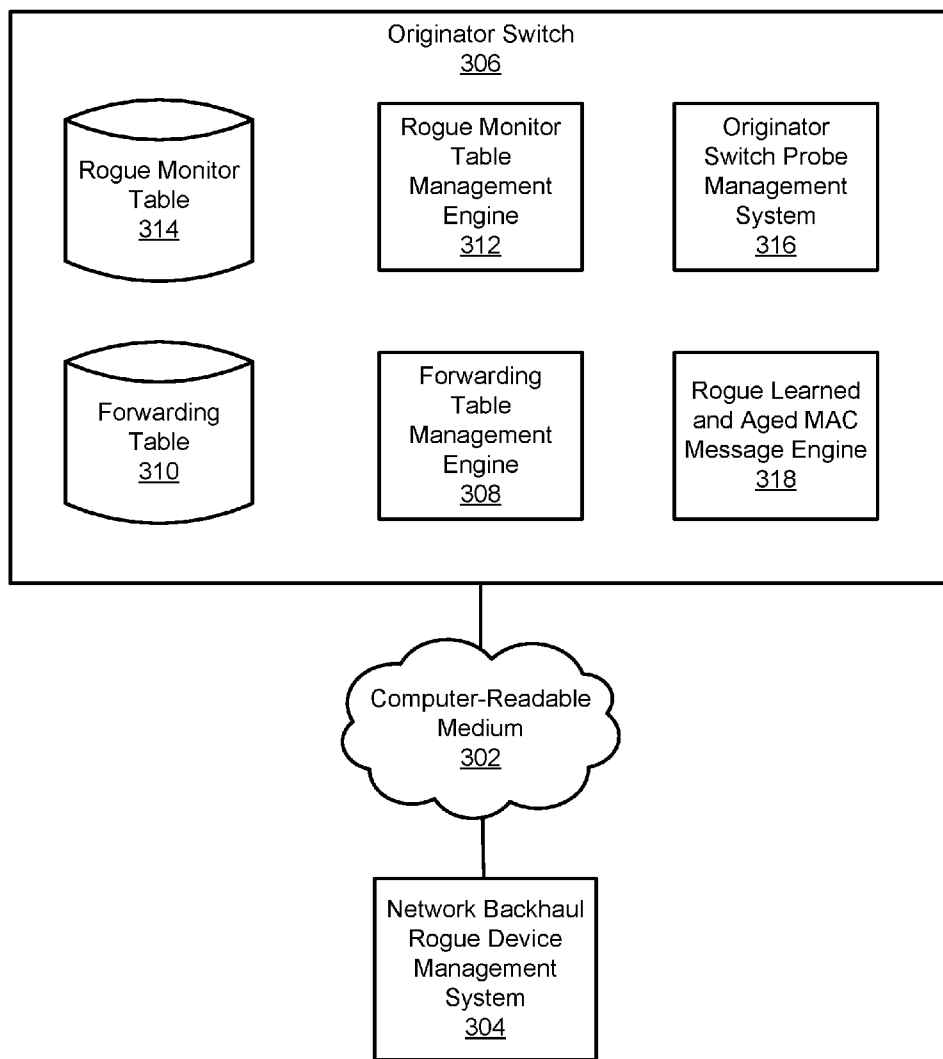 Originator Switch
306
Rogue Monitor
Table
314
Rogue Monitor
Table
Management
Engine
312
Originator
Switch Probe
Management
System
316
Forwarding
Table
310
Forwarding
Table
Management
Engine
308
Rogue Learned
and Aged MAC
Message Engine
318
Computer-Readable
Medium
302
Network Backhaul
Rogue Device
Management
System
304